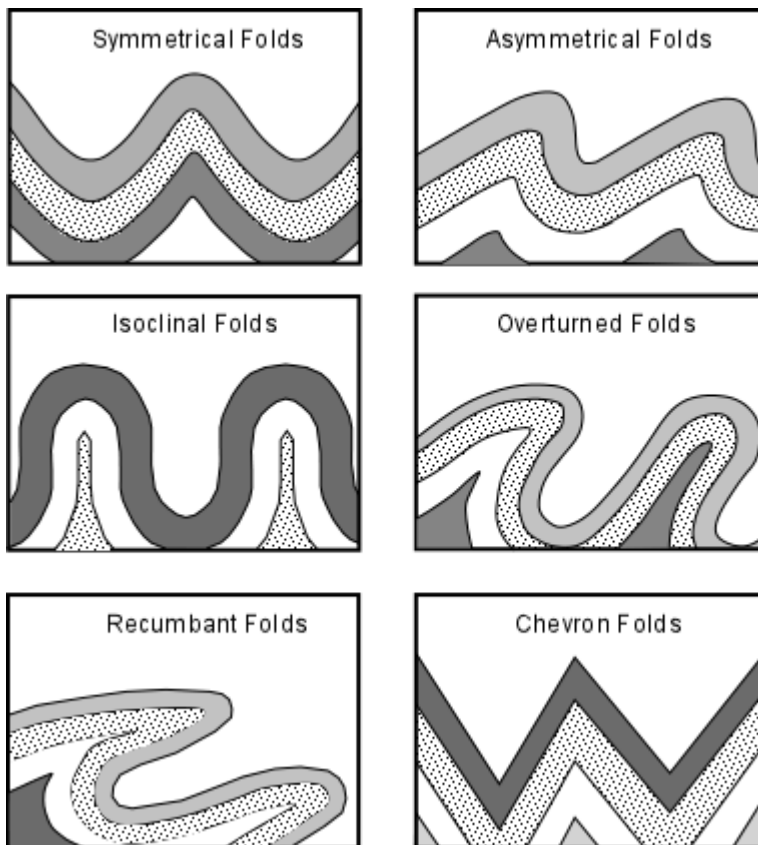 Symmetrical Folds
Asymmetrical Folds
Isoclinal Folds
Overturned Folds
Recumbant Folds
Chevron Folds